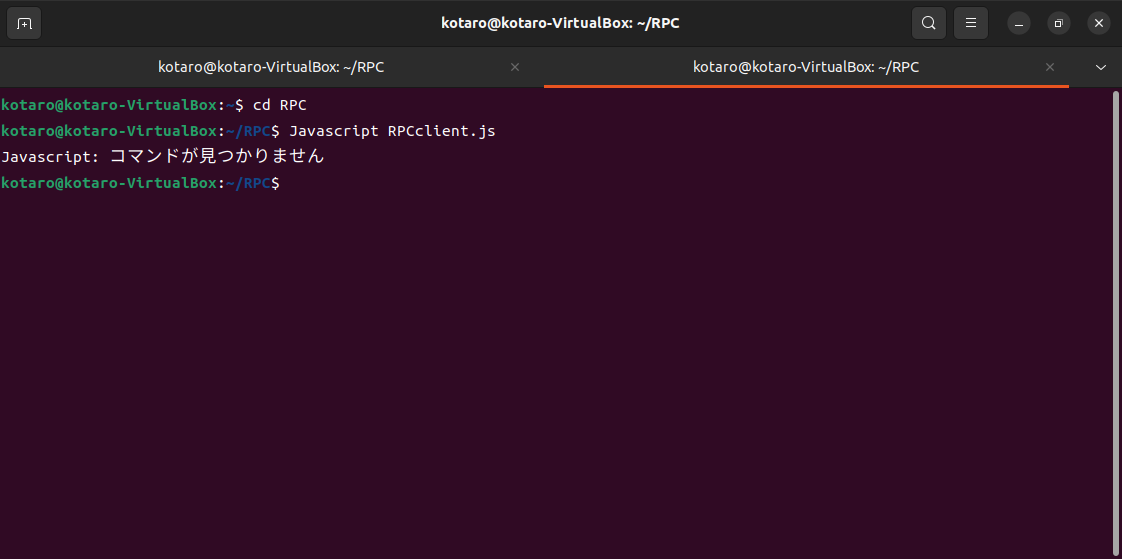 kotaro@kotaro-VirtualBox: ~/RPC
kotaro@kotaro-VirtualBox: ~/RPC
kotaro@kotaro-VirtualBox: ~/RPC
kotaro@kotaro-VirtualBox:~$ cd RPC
kotaro@kotaro-VirtualBox:~/RPC$ Javascript RPCclient.js
Javascript: コマンドが見つかりません
kotaro@kotaro-VirtualBox:~/RPC$